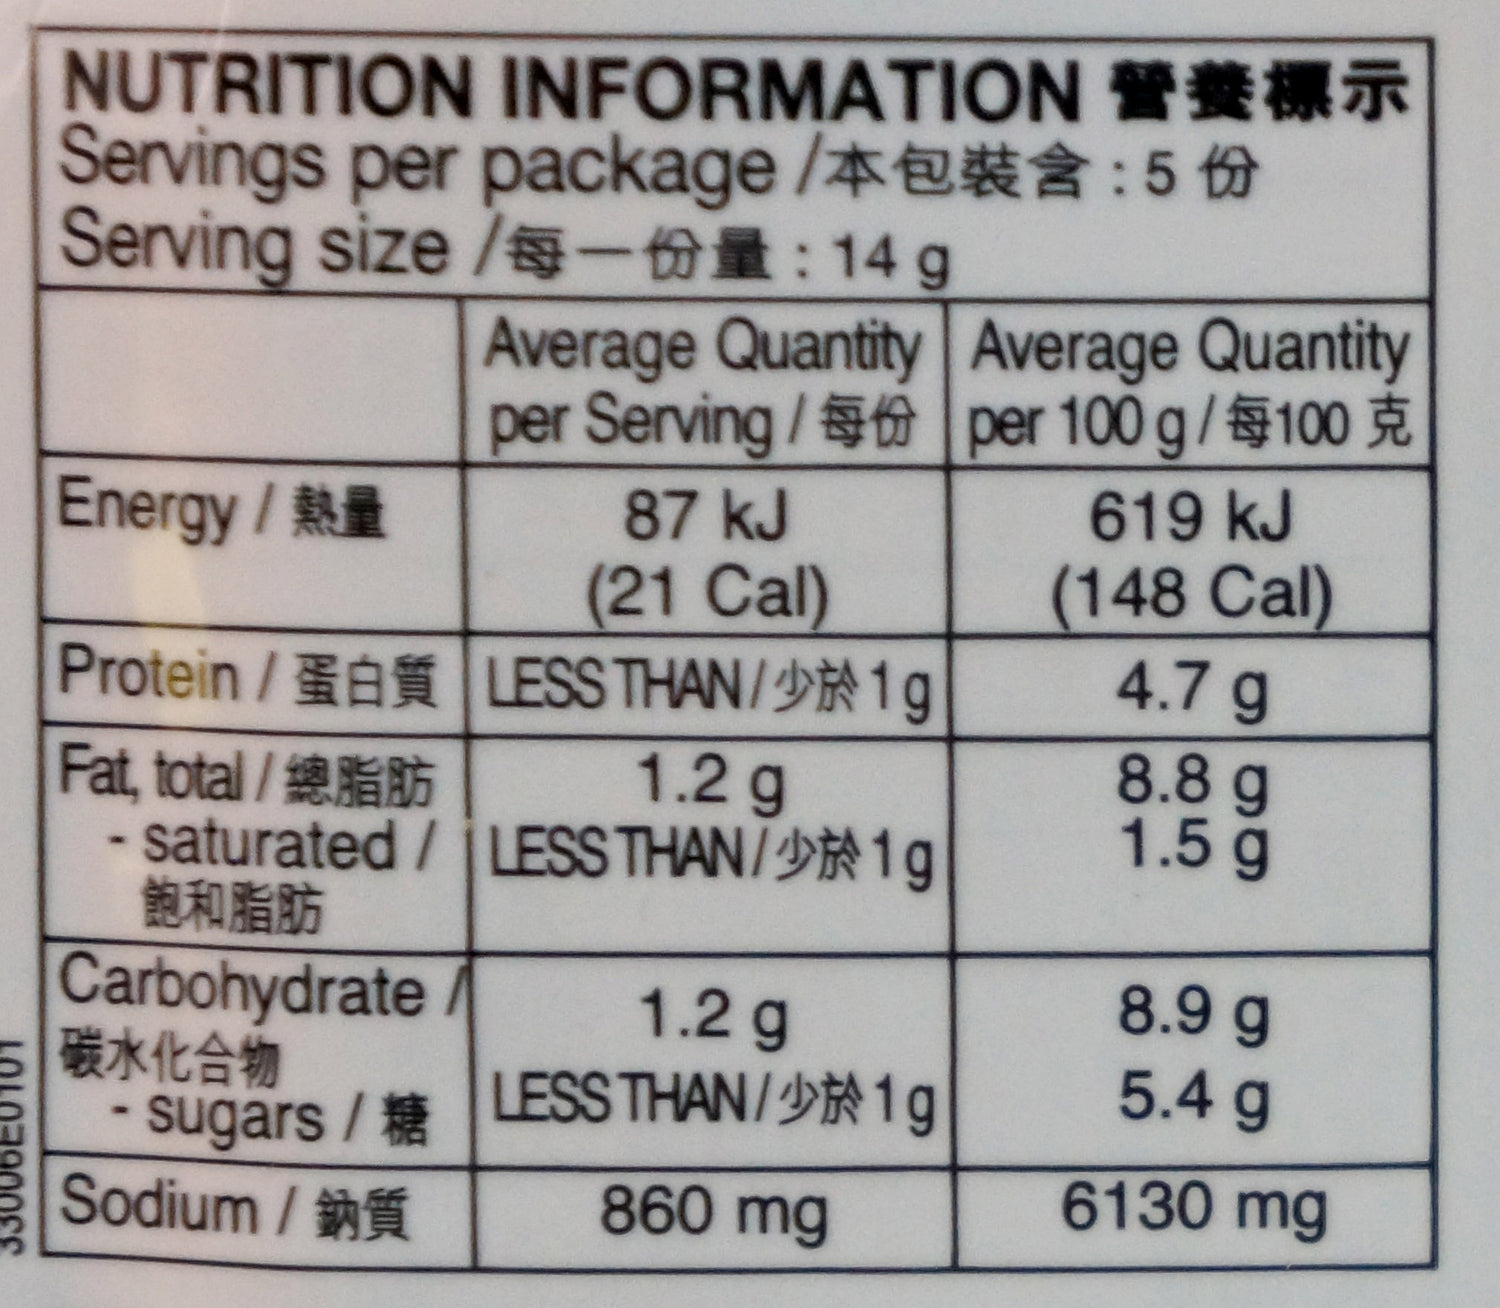 NUTRITION INFORMATION 營養標示
Servings per package /本包裝含 : 5 份
Serving size /每一份量 : 14 g
Average Quantity per Serving / 每份
Average Quantity per 100 g / 每100 克
Energy / 熱量
87 kJ
(21 Cal)
619 kJ
(148 Cal)
Protein / 蛋白質
LESS THAN / 少於 1 g
4.7 g
Fat, total / 總脂肪
1.2 g
8.8 g
- saturated /
飽和脂肪
LESS THAN / 少於 1 g
1.5 g
Carbohydrate /
碳水化合物
1.2 g
8.9 g
- sugars / 糖
LESS THAN / 少於 1 g
5.4 g
Sodium / 鈉質
860 mg
6130 mg
33006E0101